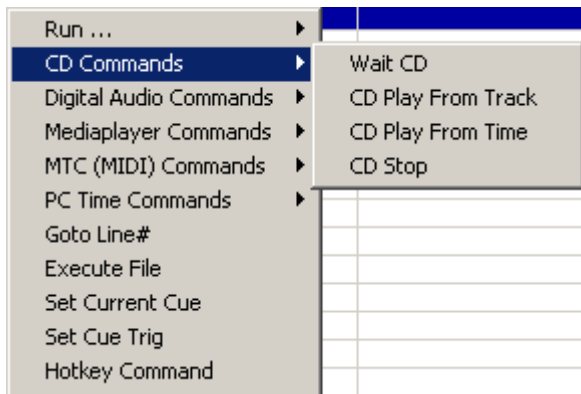 Run ...
CD Commands
Digital Audio Commands
Mediaplayer Commands
MTC (MIDI) Commands
PC Time Commands
Goto Line#
Execute File
Set Current Cue
Set Cue Trig
Hotkey Command
Wait CD
CD Play From Track
CD Play From Time
CD Stop